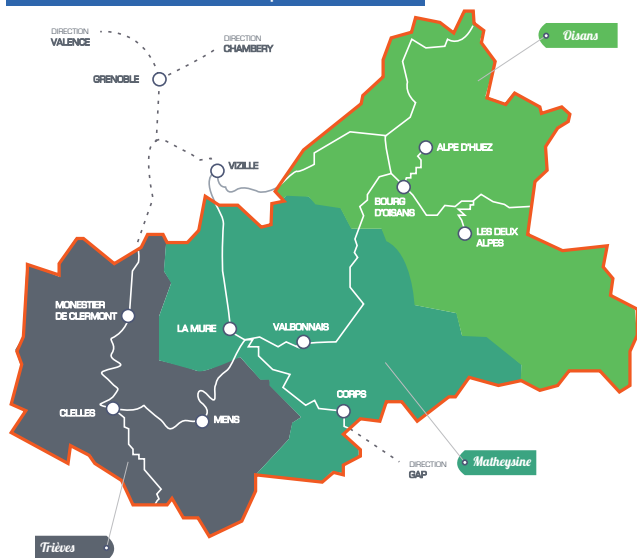 DIRECTION
VALENCE
DIRECTION
CHAMBERY
Oisans
GRENOBLE
ALPE D'HUEZ
VIZILLE
BOURG
D'OISANS
LES DEUX
ALPES
MONESTIER
DE CLERMONT
LA MURE
VALBONNAIS
CORPS
CLELLES
MENS
DIRECTION
GAP
Matheysine
Trièves